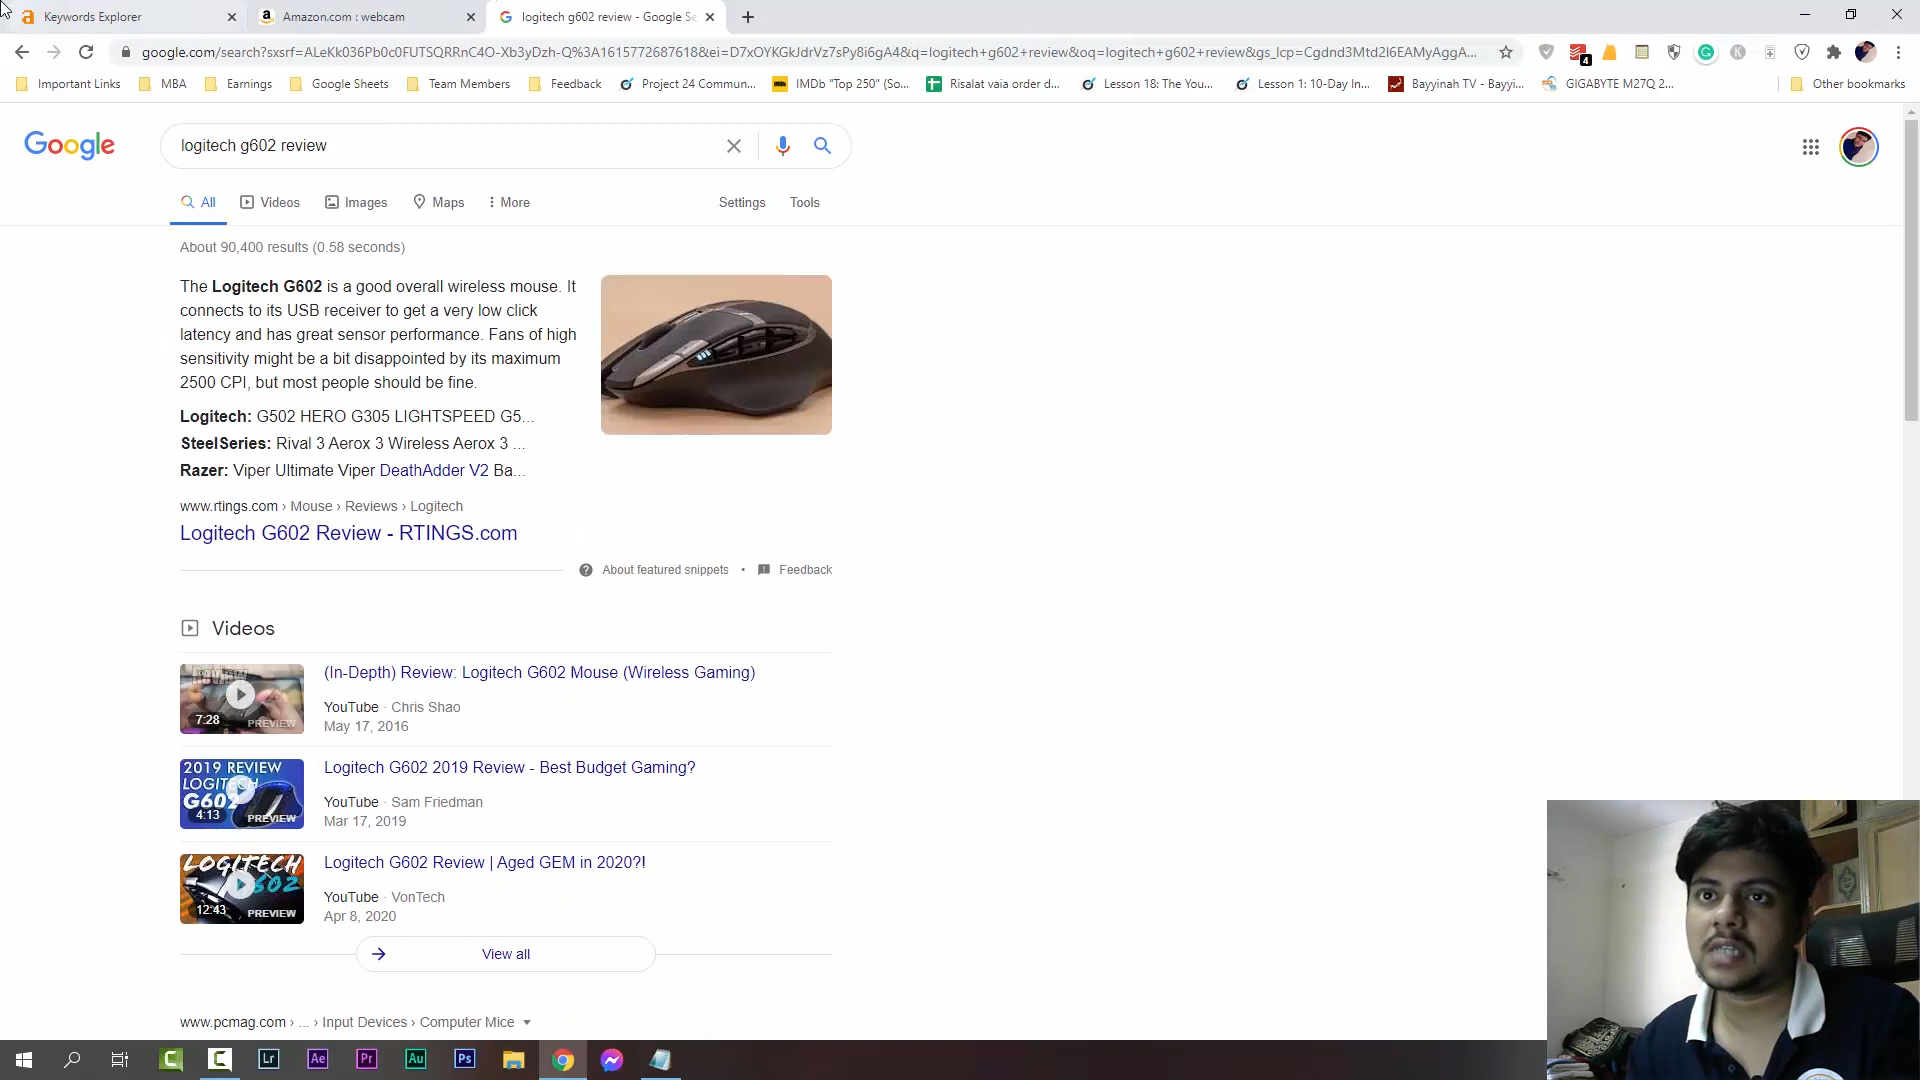 Keywords Explorer
Amazon.com : webcam
logitech g602 review - Google Se
google.com/search?sxsrf=ALeKk036Pb0c0FUTSQRRnC4O-Xb3yDzh-Q%3A1615772687618&ei=D7xOYKGkJdrVz7sPy8i6gA4&q=logitech+g602+review&oq=logitech+g602+review&gs_lcp=Cgdnd3Mtd2l6EAMyAggA...
4
Important Links
MBA
Earnings
Google Sheets
Team Members
Feedback
Project 24 Commun...
IMDb "Top 250" (So...
Risalat vaia order d...
Lesson 18: The You...
Lesson 1: 10-Day In...
Bayyinah TV - Bayyi...
GIGABYTE M27Q 2...
Other bookmarks
Google
logitech g602 review
All
Videos
Images
Maps
More
Settings
Tools
About 90,400 results (0.58 seconds)
The Logitech G602 is a good overall wireless mouse. It
connects to its USB receiver to get a very low click
latency and has great sensor performance. Fans of high
sensitivity might be a bit disappointed by its maximum
2500 CPI, but most people should be fine.
Logitech: G502 HERO G305 LIGHTSPEED G5...
SteelSeries: Rival 3 Aerox 3 Wireless Aerox 3 ...
Razer: Viper Ultimate Viper DeathAdder V2 Ba...
www.rtings.com › Mouse › Reviews › Logitech
Logitech G602 Review - RTINGS.com
About featured snippets • Feedback
Videos
Review
7:28
PREVIEW
(In-Depth) Review: Logitech G602 Mouse (Wireless Gaming)
YouTube · Chris Shao
May 17, 2016
2019 REVIEW
LOGITECH
G602
4:13
PREVIEW
Logitech G602 2019 Review - Best Budget Gaming?
YouTube · Sam Friedman
Mar 17, 2019
LOGITECH
G602
12:43
PREVIEW
Logitech G602 Review | Aged GEM in 2020?!
YouTube · VonTech
Apr 8, 2020
View all
www.pcmag.com › ... › Input Devices › Computer Mice
Lr
Ae
Pr
Au
Ps